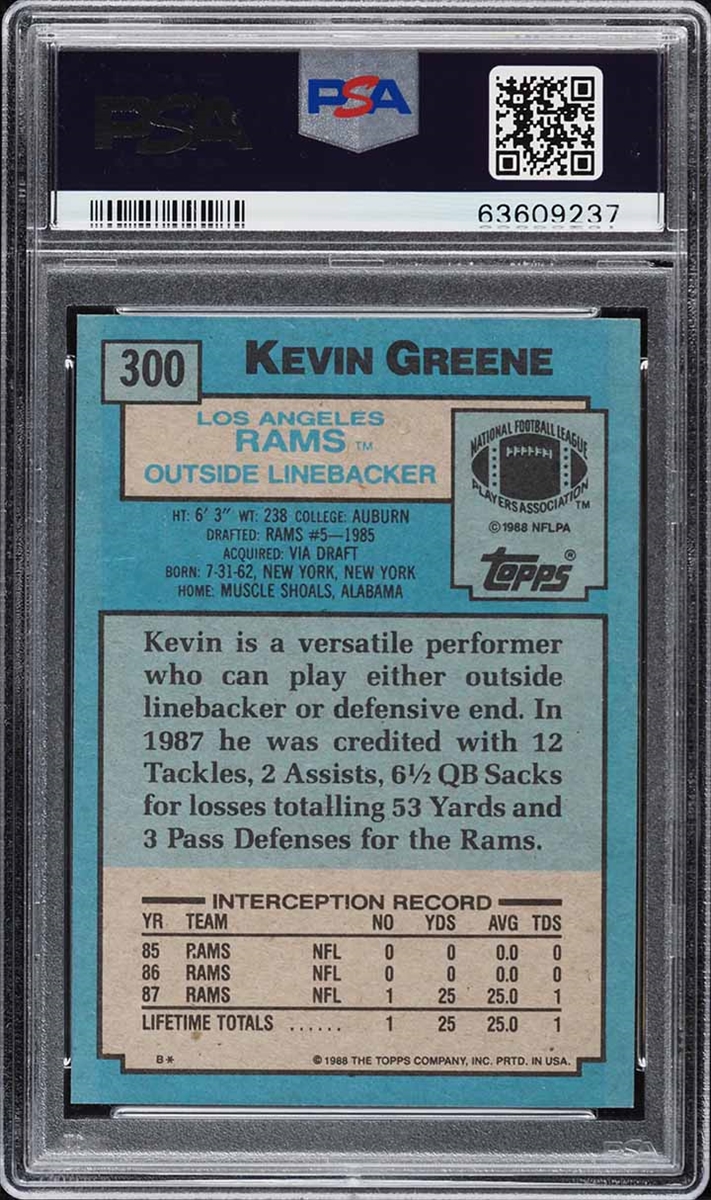 PSA
PSA
63609237
300
KEVIN GREENE
LOS ANGELES
RAMS TM
OUTSIDE LINEBACKER
NATIONAL FOOTBALL LEAGUE
PLAYERS ASSOCIATION TM
© 1988 NFLPA
topps®
HT: 6' 3" WT: 238 COLLEGE: AUBURN
DRAFTED: RAMS #5—1985
ACQUIRED: VIA DRAFT
BORN: 7-31-62, NEW YORK, NEW YORK
HOME: MUSCLE SHOALS, ALABAMA
Kevin is a versatile performer
who can play either outside
linebacker or defensive end. In
1987 he was credited with 12
Tackles, 2 Assists, 6½ QB Sacks
for losses totalling 53 Yards and
3 Pass Defenses for the Rams.
INTERCEPTION RECORD
YR TEAM NO YDS AVG TDS
85 RAMS NFL 0 0 0.0 0
86 RAMS NFL 0 0 0.0 0
87 RAMS NFL 1 25 25.0 1
LIFETIME TOTALS ...... 1 25 25.0 1
B* © 1988 THE TOPPS COMPANY, INC. PRTD. IN USA.
PSA